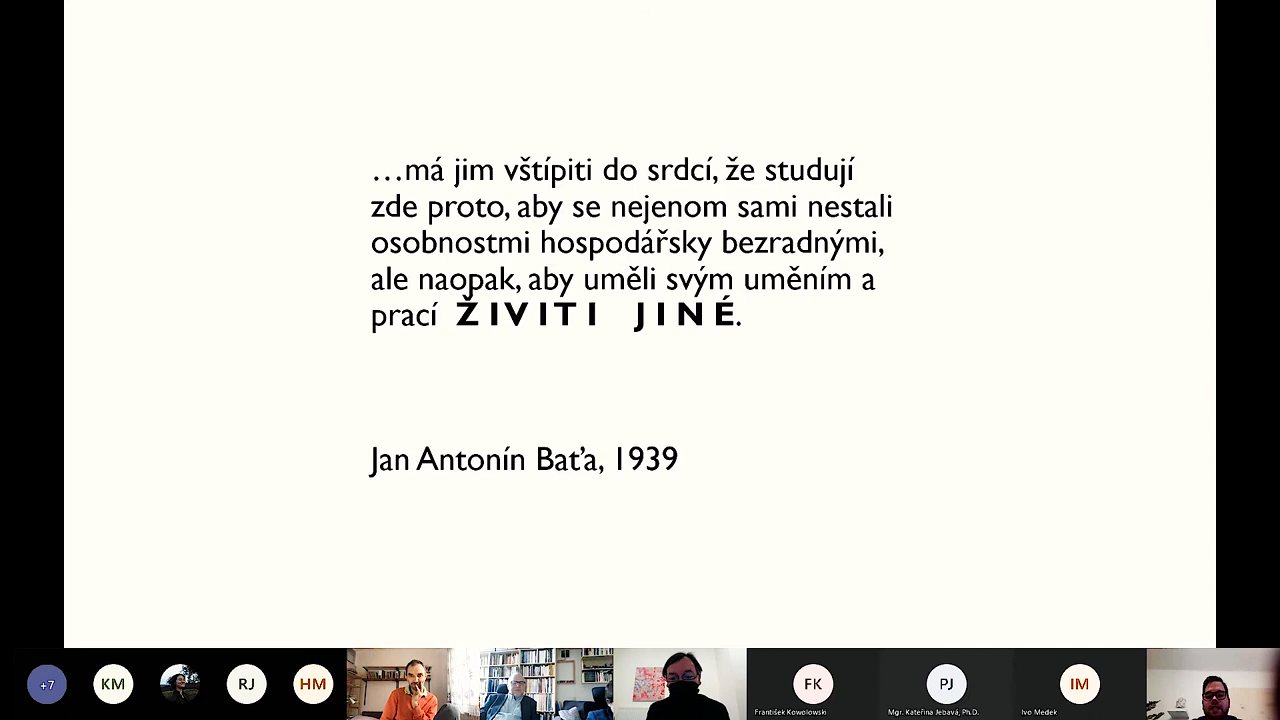 …má jim vštípiti do srdcí, že studují
zde proto, aby se nejenom sami nestali
osobnostmi hospodářsky bezradnými,
ale naopak, aby uměli svým uměním a
prací ŽIVITI JINÉ.
Jan Antonín Baťa, 1939
+7
KM
RJ
HM
FK
PJ
IM
František Kowolowski
Mgr. Kateřina Jebavá, Ph.D.
Ivo Medek